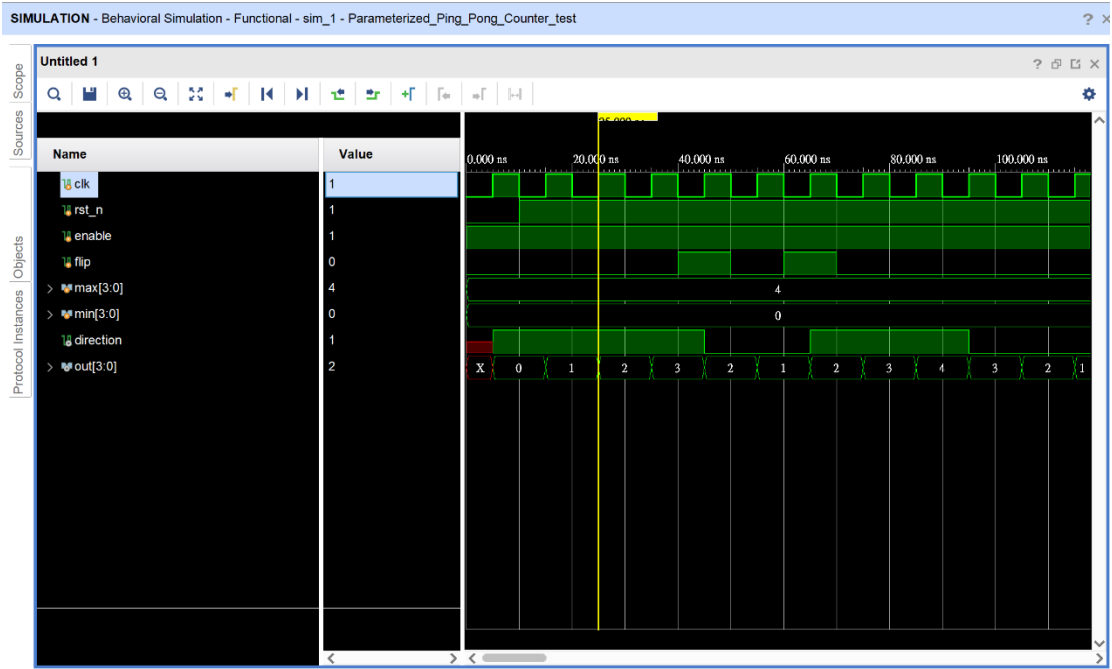 SIMULATION - Behavioral Simulation - Functional - sim_1 - Parameterized_Ping_Pong_Counter_test ?
Scope
Sources
Objects
Protocol Instances
Untitled 1 ?
Name Value
25.000 ns
0.000 ns 20.000 ns 40.000 ns 60.000 ns 80.000 ns 100.000 ns
clk 1
rst_n 1
enable 1
flip 0
max[3:0] 4 4
min[3:0] 0 0
direction 1
out[3:0] 2 X 0 1 2 3 2 1 2 3 4 3 2 1